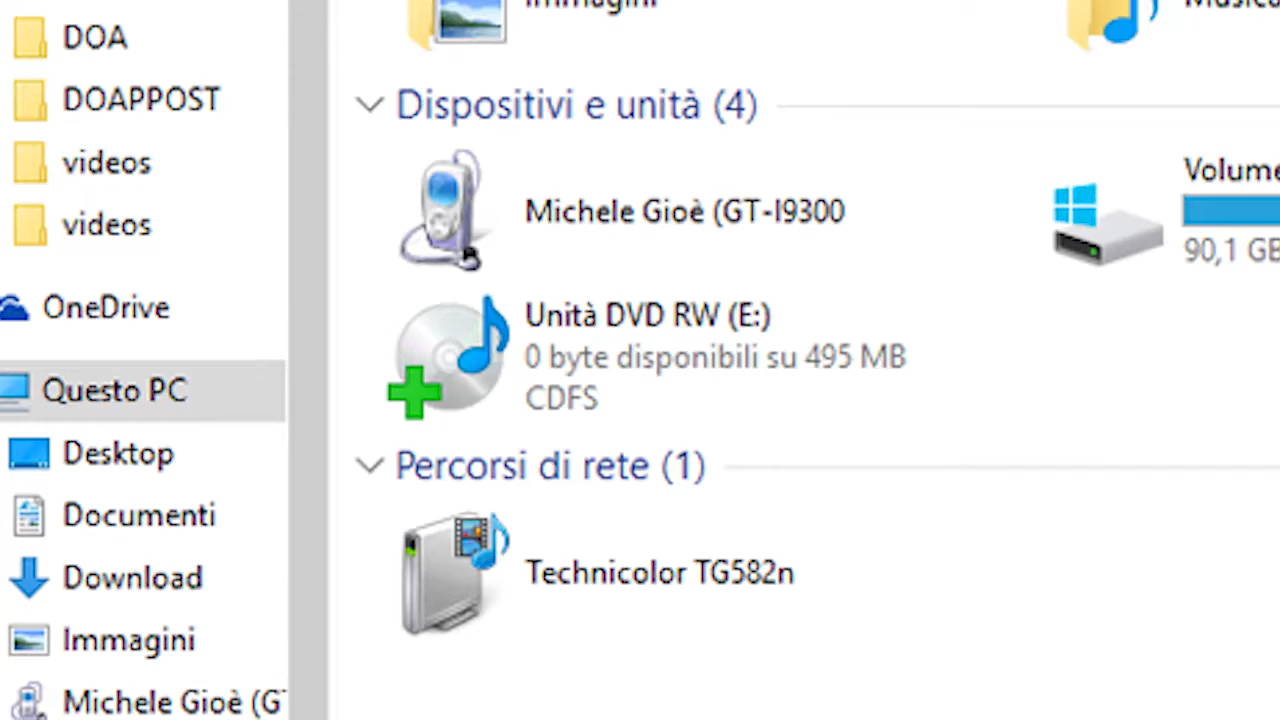 DOA
DOAPPOST
videos
videos
OneDrive
Questo PC
Desktop
Documenti
Download
Immagini
Michele Gioè (G
Immagini
Dispositivi e unità (4)
Michele Gioè (GT-I9300
Volume
90,1 GB
Unità DVD RW (E:)
0 byte disponibili su 495 MB
CDFS
Percorsi di rete (1)
Technicolor TG582n